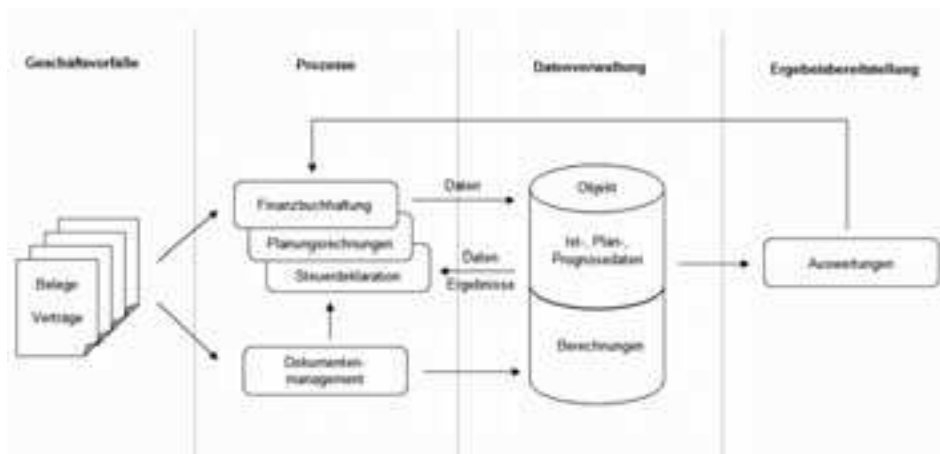 Geschäftsvorfälle
Prozesse
Datenverwaltung
Ergebnisbereitstellung
Finanzbuchhaltung
Planungsrechnungen
Steuerdeklaration
Daten
Daten
Ergebnisse
Objekt
Ist-, Plan-,
Prognosedaten
Berechnungen
Auswertungen
Belege
Verträge
Dokumenten-
management